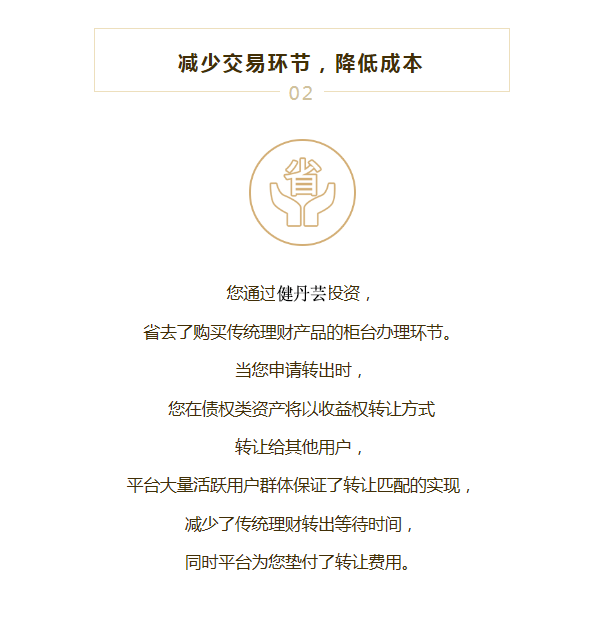 减少交易环节，降低成本
02
省
您通过健丹芸投资，
省去了购买传统理财产品的柜台办理环节。
当您申请转出时，
您在债权类资产将以收益权转让方式
转让给其他用户，
平台大量活跃用户群体保证了转让匹配的实现，
减少了传统理财转出等待时间，
同时平台为您垫付了转让费用。